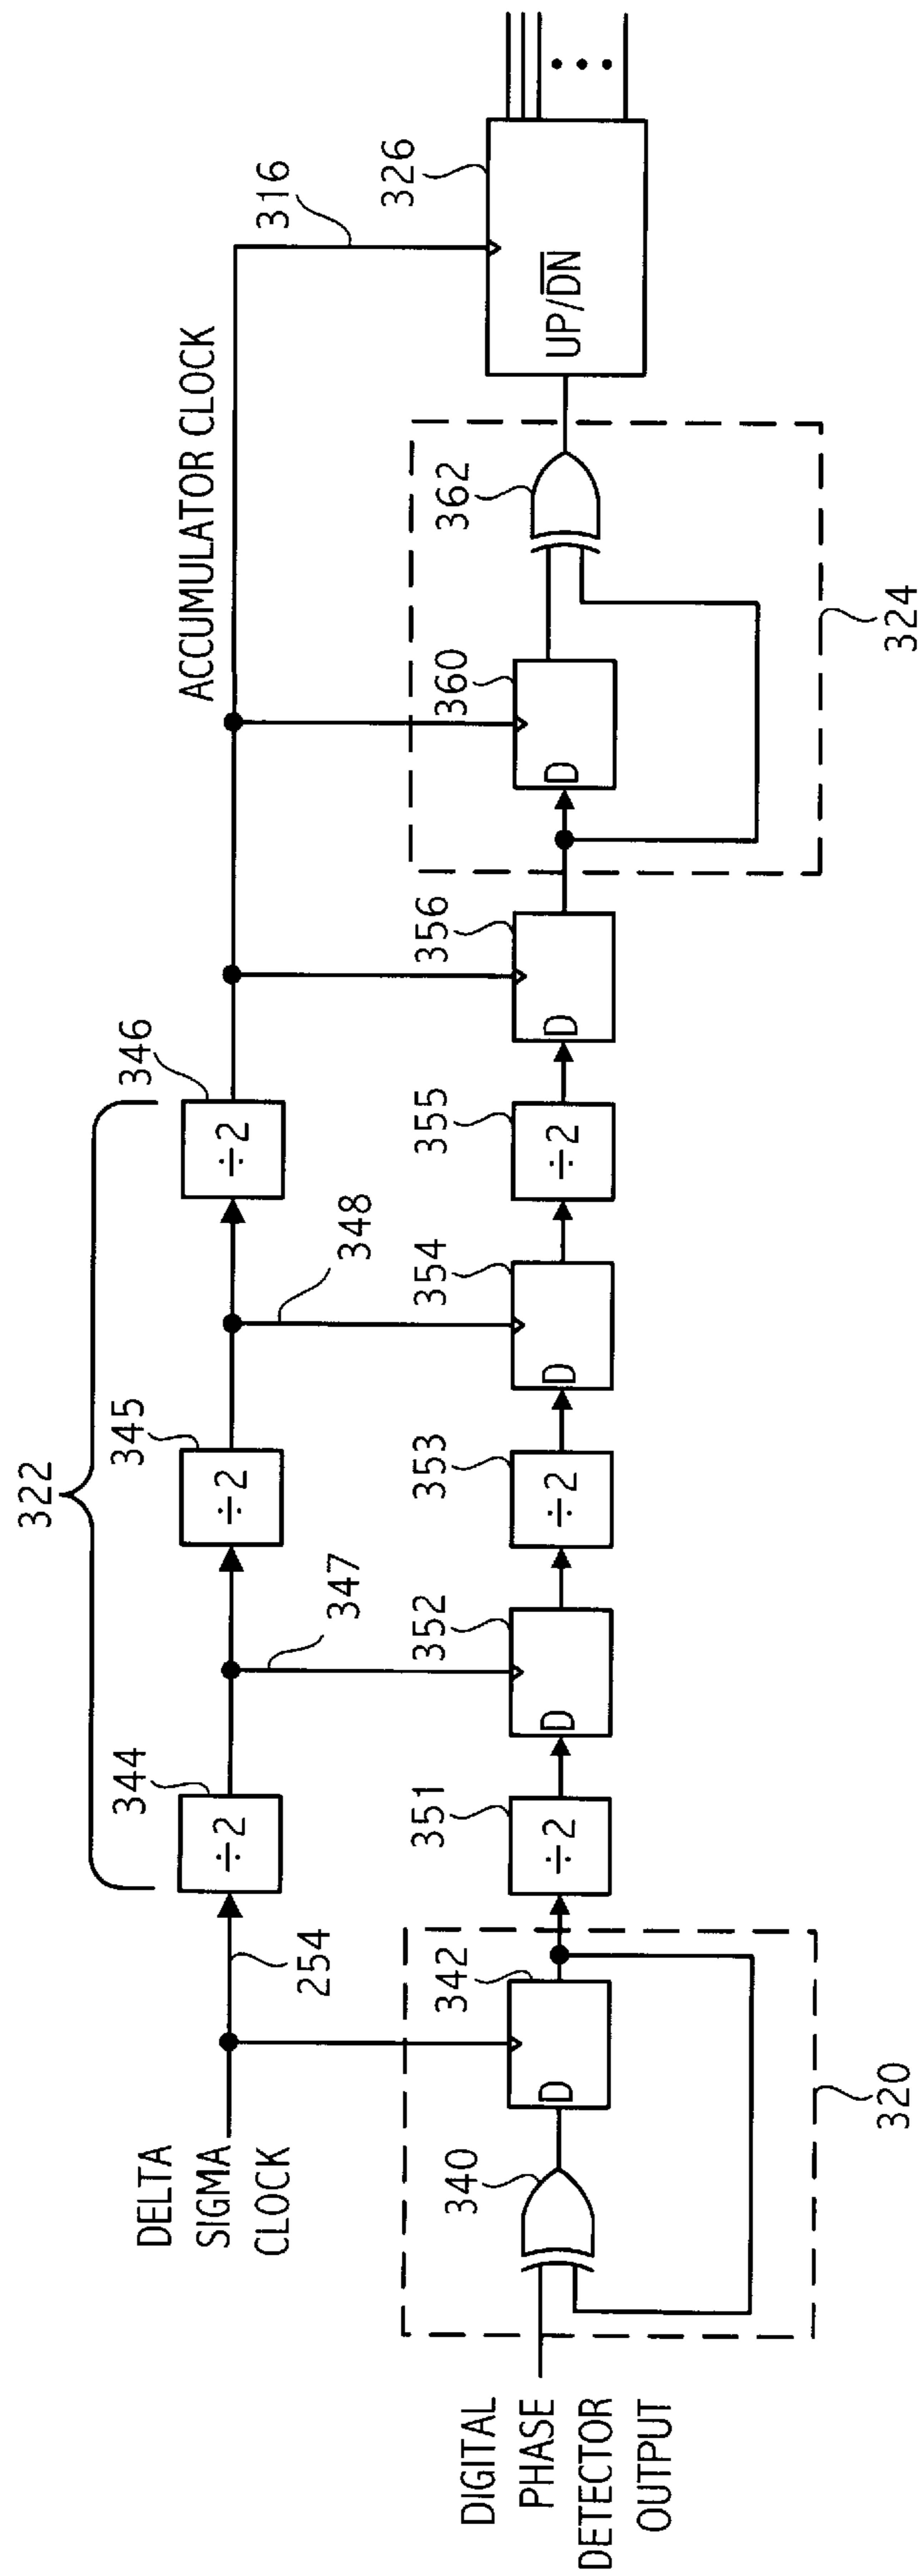 322
DELTA
SIGMA
CLOCK
254
344
÷2
347
345
÷2
348
346
÷2
ACCUMULATOR CLOCK
316
DIGITAL
PHASE
DETECTOR
OUTPUT
340
342
D
320
351
÷2
352
D
353
÷2
354
D
355
÷2
356
D
360
D
362
324
326
UP/D̅N̅